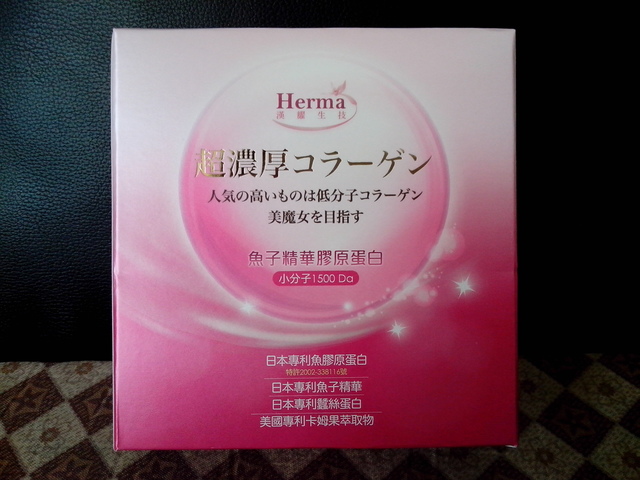 Herma
漢馥生技
超濃厚コラーゲン
人気の高いものは低分子コラーゲン
美魔女を目指す
魚子精華膠原蛋白
小分子1500 Da
日本專利魚膠原蛋白
特許2002-338116號
日本專利魚子精華
日本專利蠶絲蛋白
美國專利卡姆果萃取物